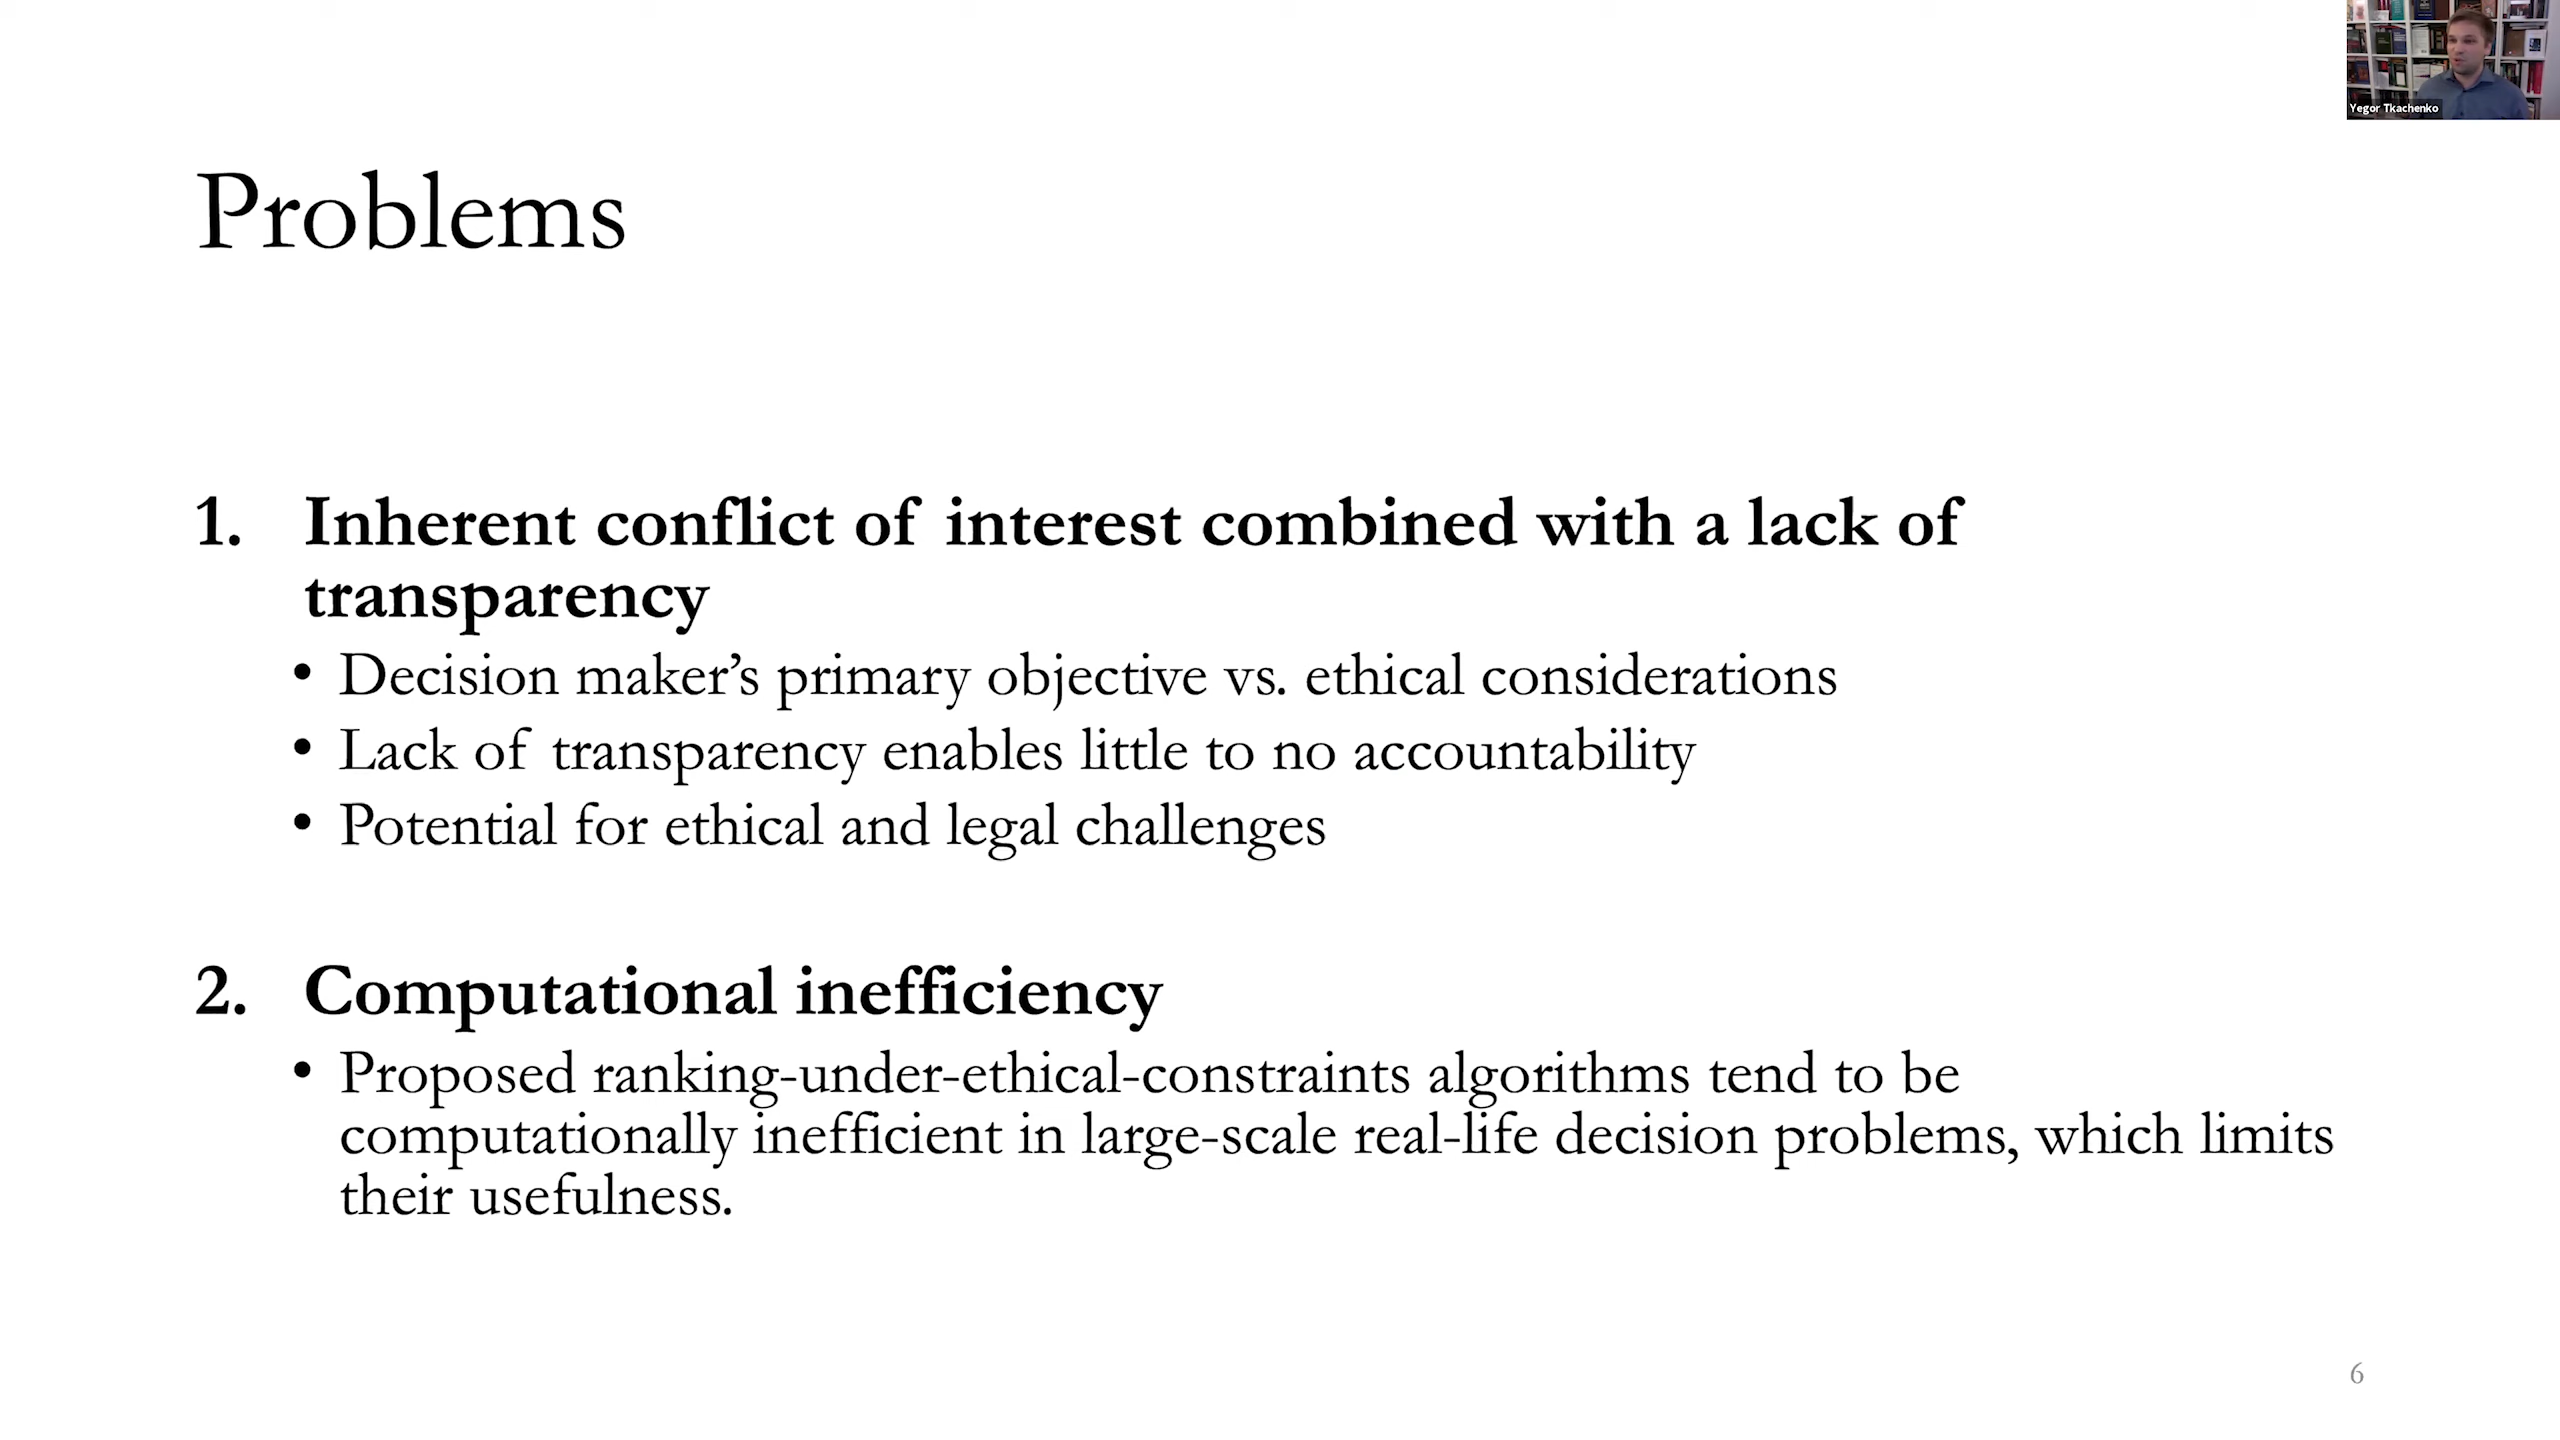 Yegor Tkachenko
Problems
1. Inherent conflict of interest combined with a lack of
transparency
• Decision maker’s primary objective vs. ethical considerations
• Lack of transparency enables little to no accountability
• Potential for ethical and legal challenges
2. Computational inefficiency
• Proposed ranking-under-ethical-constraints algorithms tend to be
computationally inefficient in large-scale real-life decision problems, which limits
their usefulness.
6